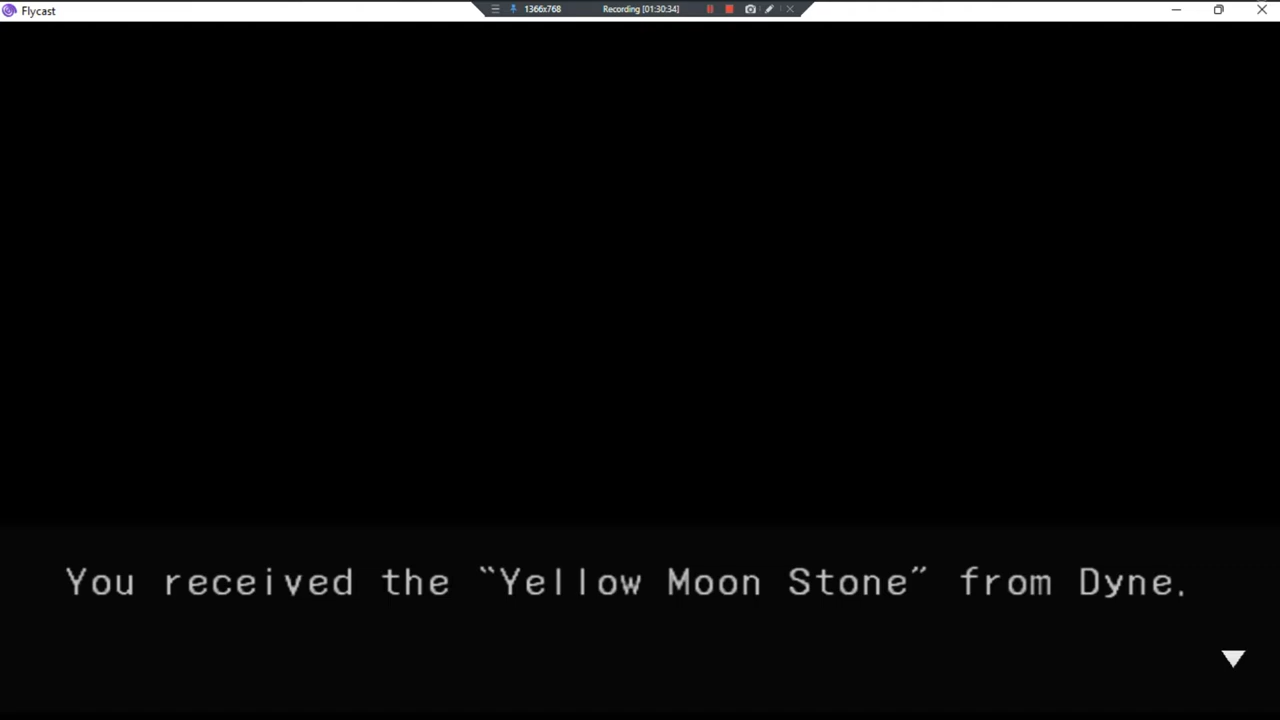 Flycast
1366x768
Recording [01:30:34]
You received the “Yellow Moon Stone” from Dyne.